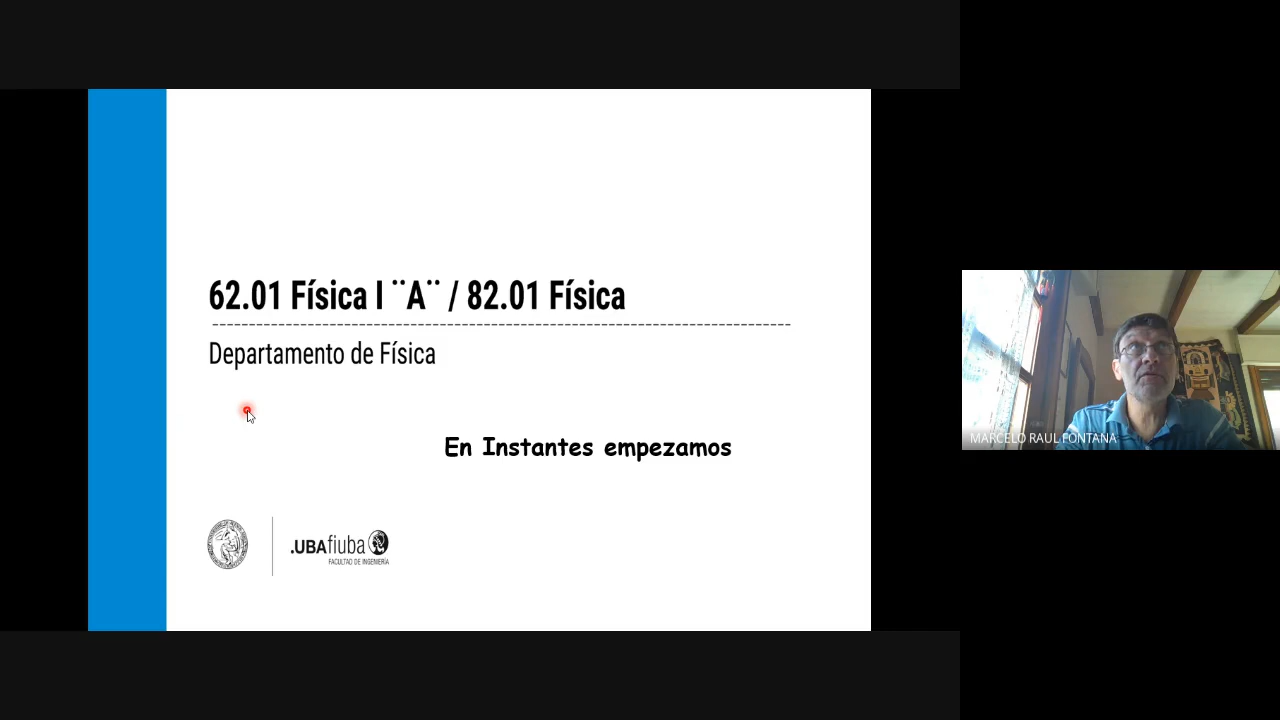 62.01 Física I ¨A¨ / 82.01 Física
Departamento de Física
En Instantes empezamos
.UBAfiuba
FACULTAD DE INGENIERÍA
MARCELO RAUL FONTANA